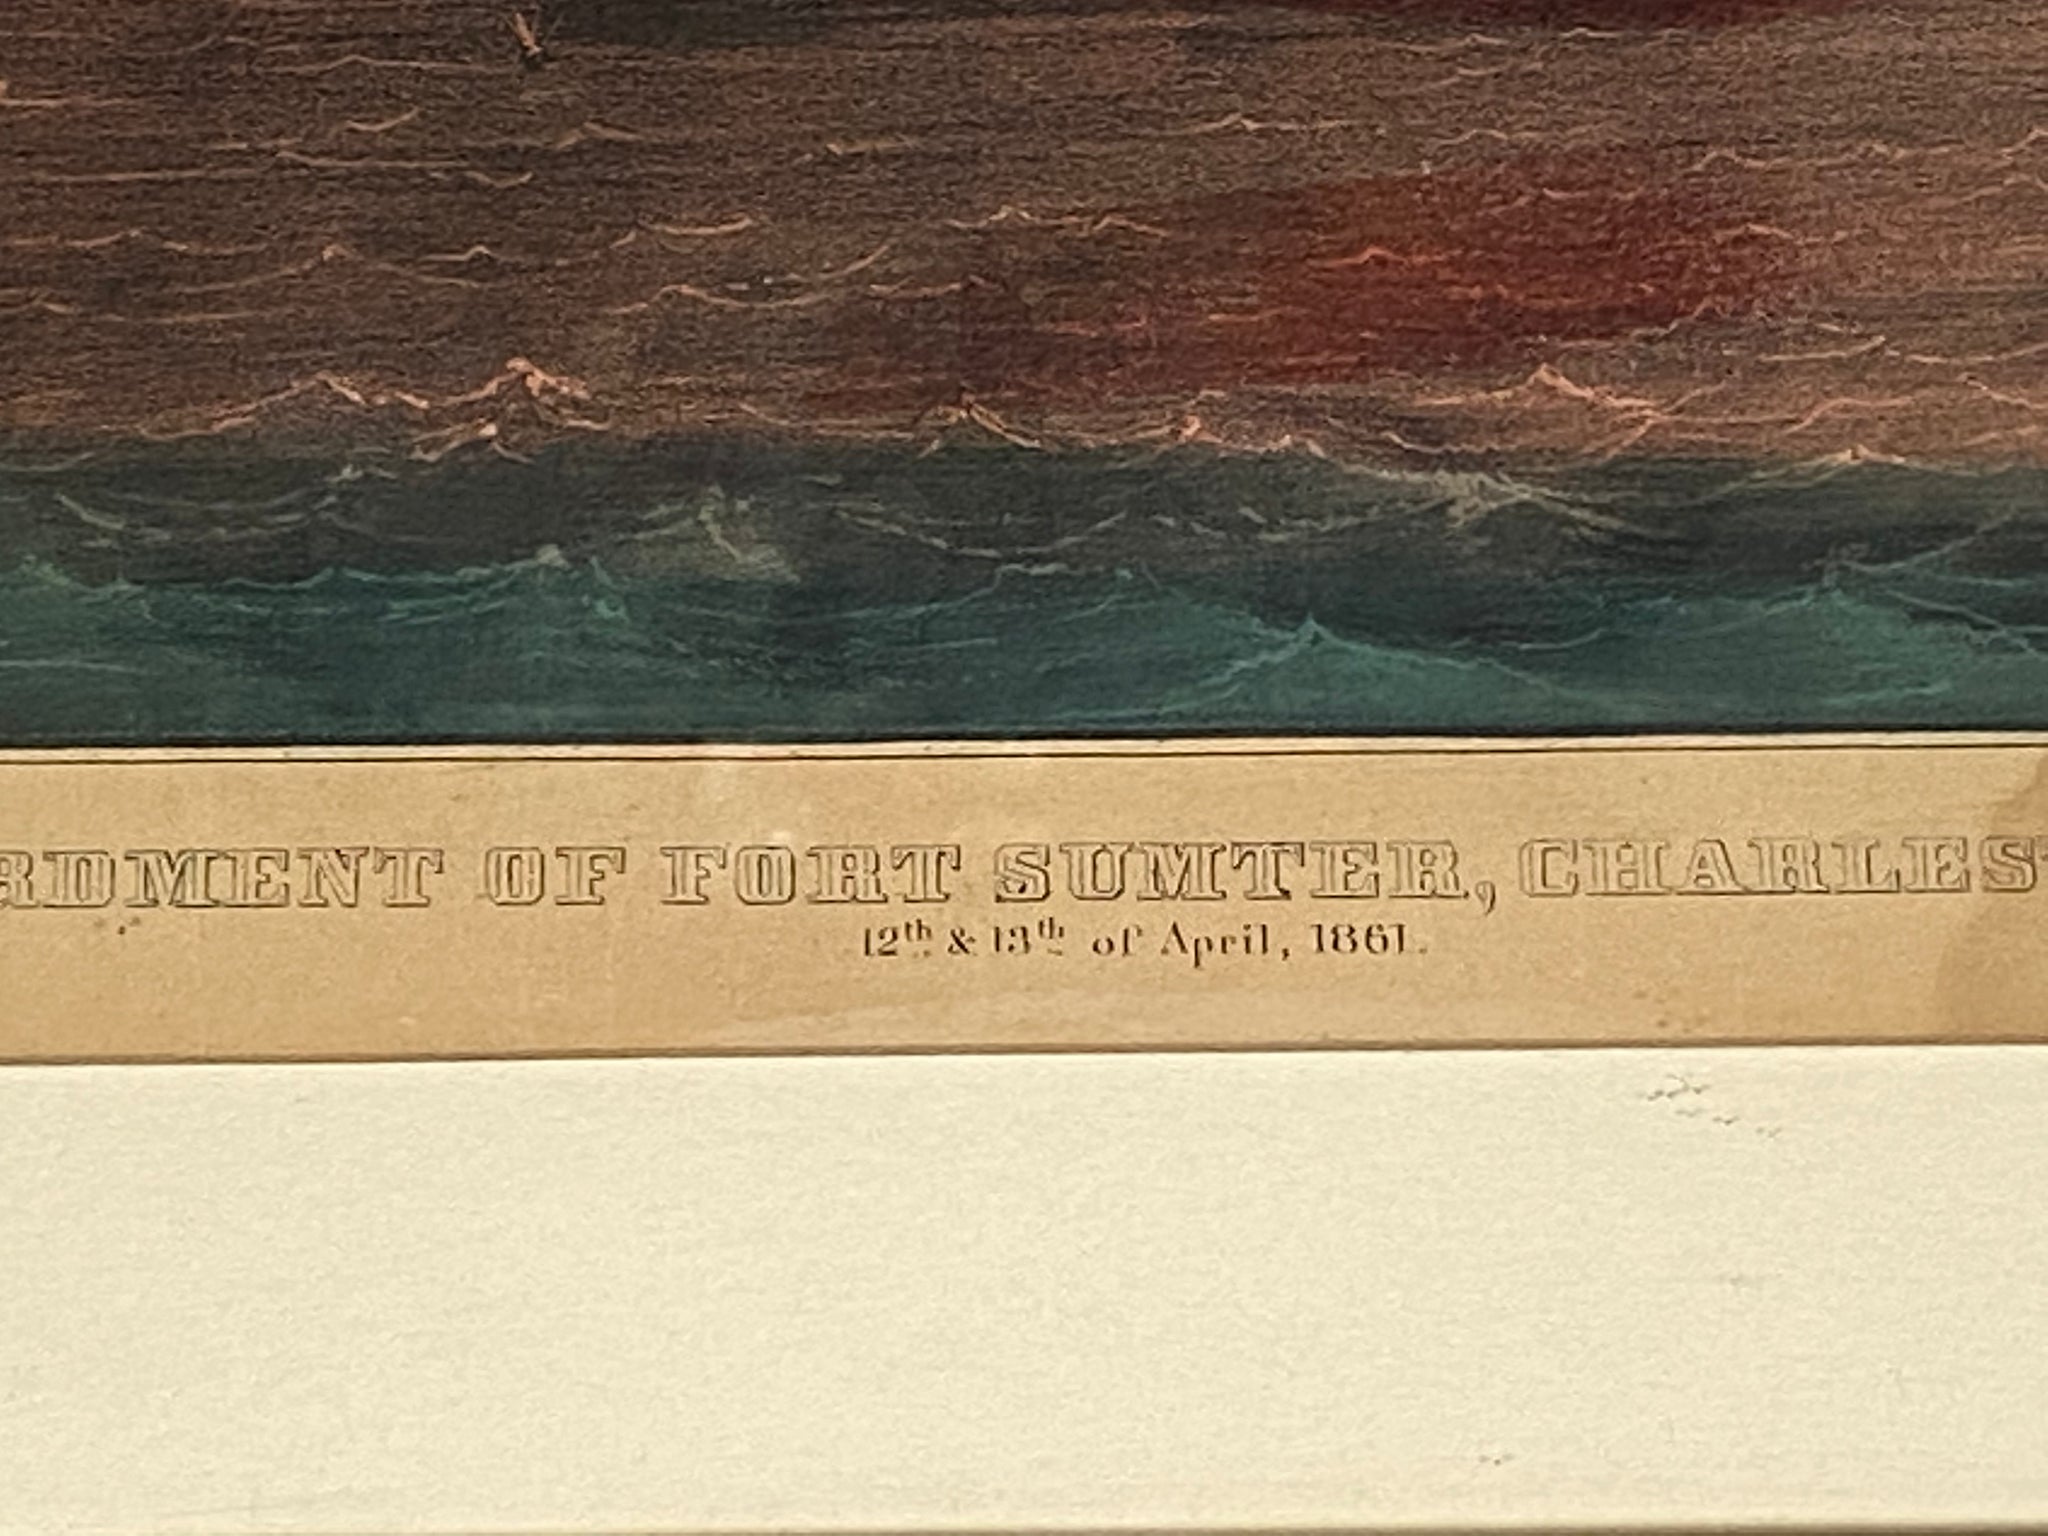 RDMENT OF FORT SUMTER, CHARLEST
12th & 13th of April, 1861.